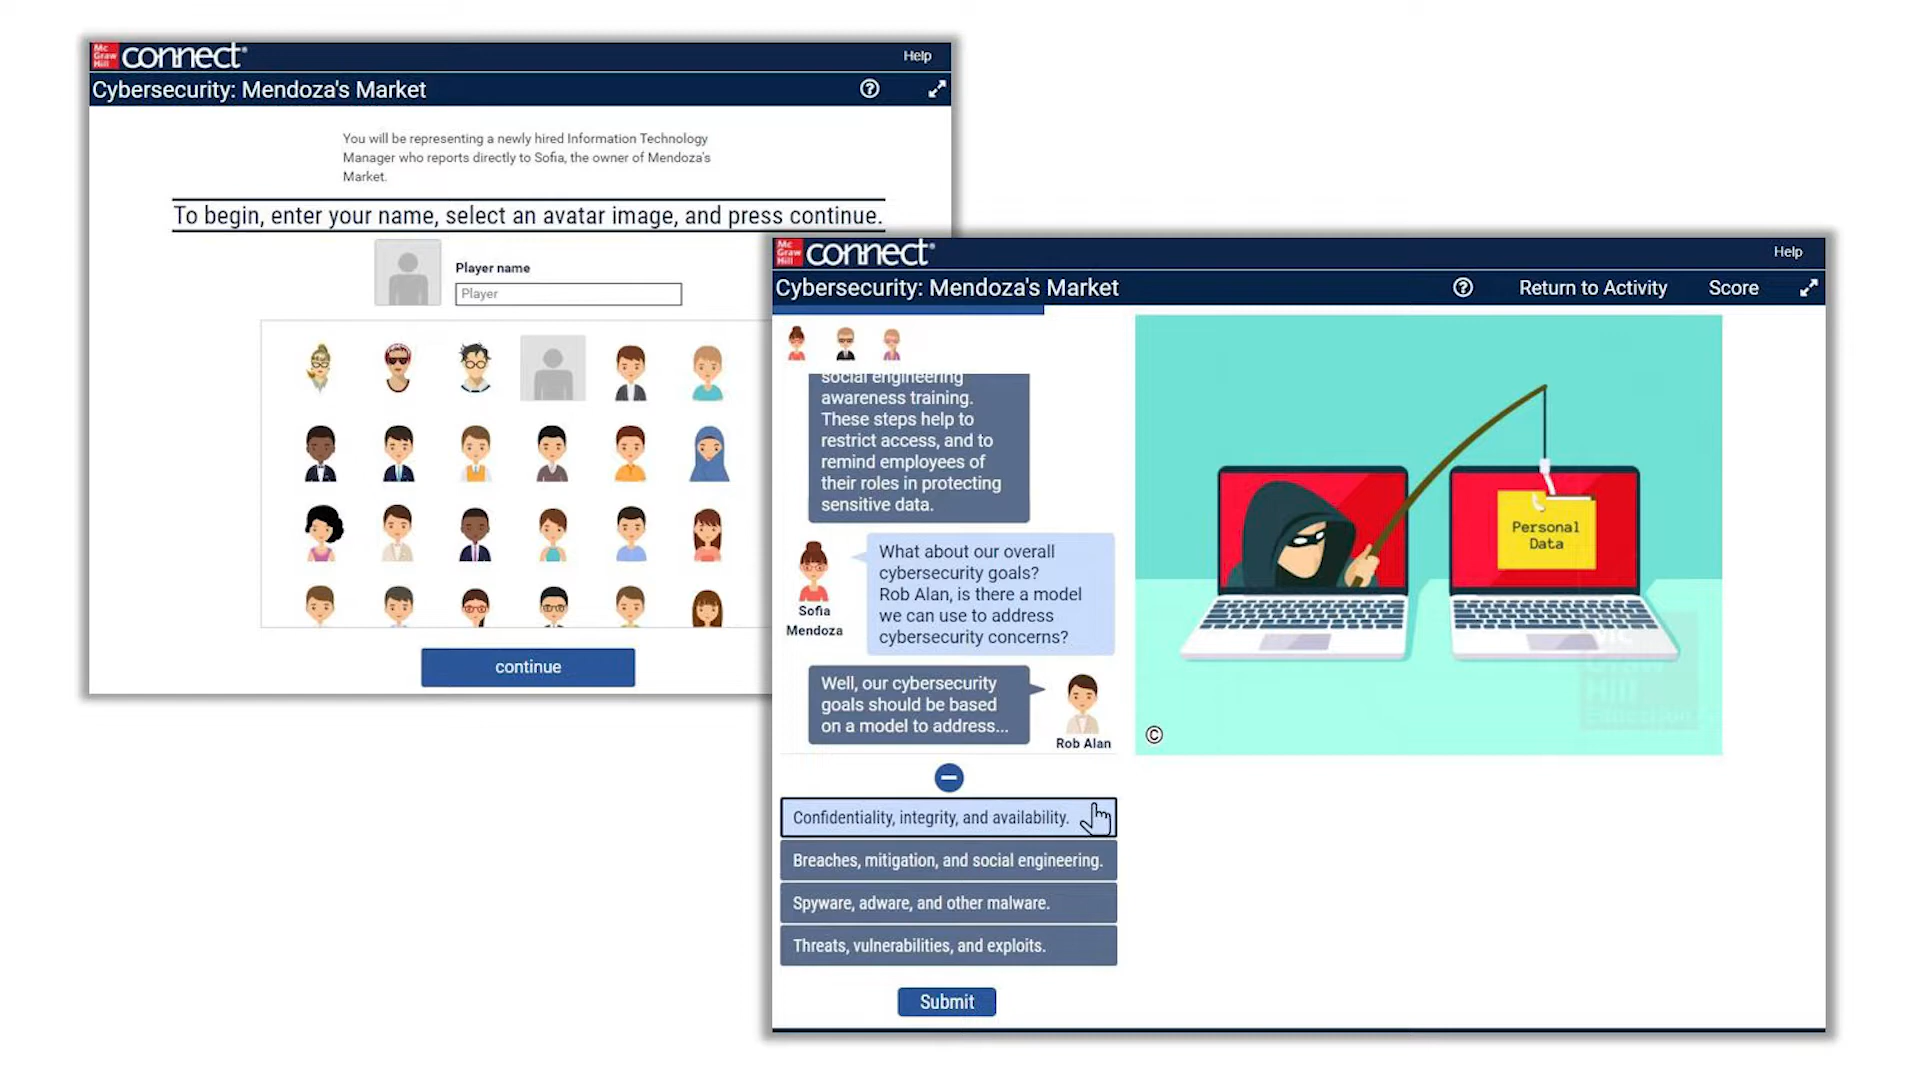 Mc
Graw
Hill
connect®
Help
Cybersecurity: Mendoza's Market
You will be representing a newly hired Information Technology
Manager who reports directly to Sofia, the owner of Mendoza's
Market.
To begin, enter your name, select an avatar image, and press continue.
Player name
Player
continue
Mc
Graw
Hill
connect®
Help
Cybersecurity: Mendoza's Market
Return to Activity
Score
social engineering
awareness training.
These steps help to
restrict access, and to
remind employees of
their roles in protecting
sensitive data.
What about our overall
cybersecurity goals?
Rob Alan, is there a model
we can use to address
cybersecurity concerns?
Sofia
Mendoza
Well, our cybersecurity
goals should be based
on a model to address...
Rob Alan
Confidentiality, integrity, and availability.
Breaches, mitigation, and social engineering.
Spyware, adware, and other malware.
Threats, vulnerabilities, and exploits.
Submit
Personal
Data
Mc
Graw
Hill
Education
©